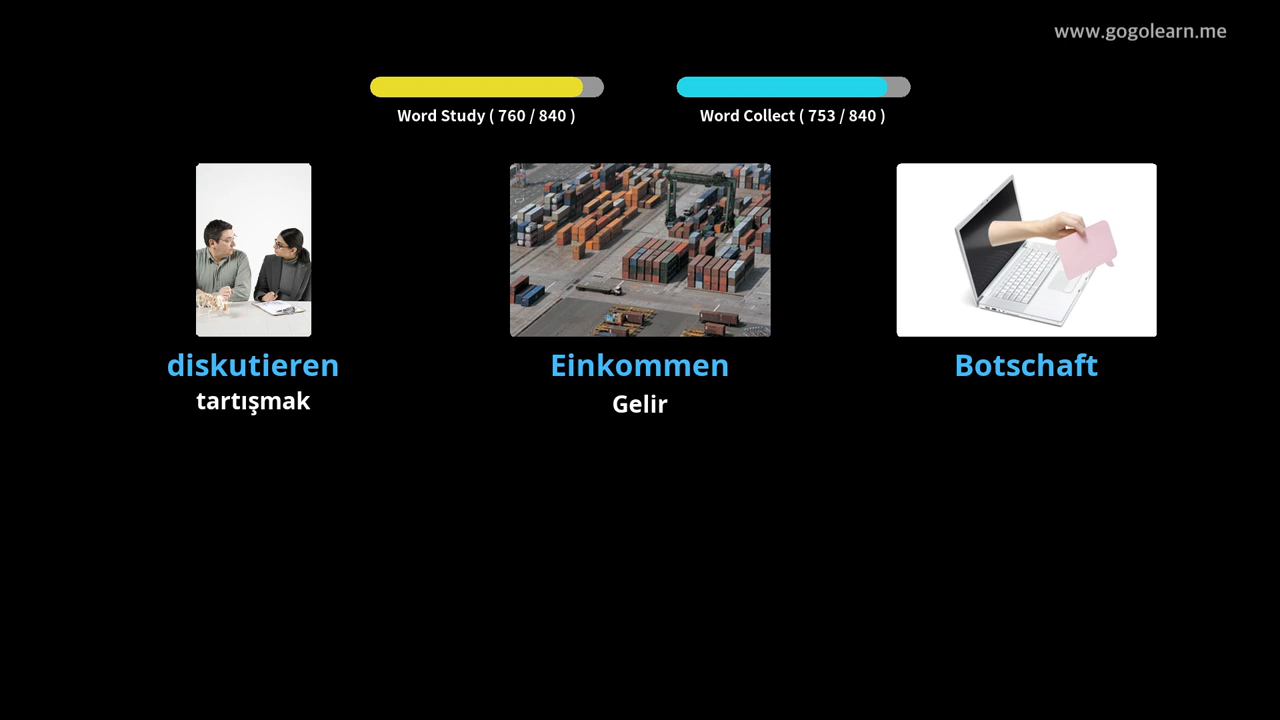 www.gogolearn.me
Word Study ( 760 / 840 )
Word Collect ( 753 / 840 )
diskutieren
tartışmak
Einkommen
Gelir
Botschaft